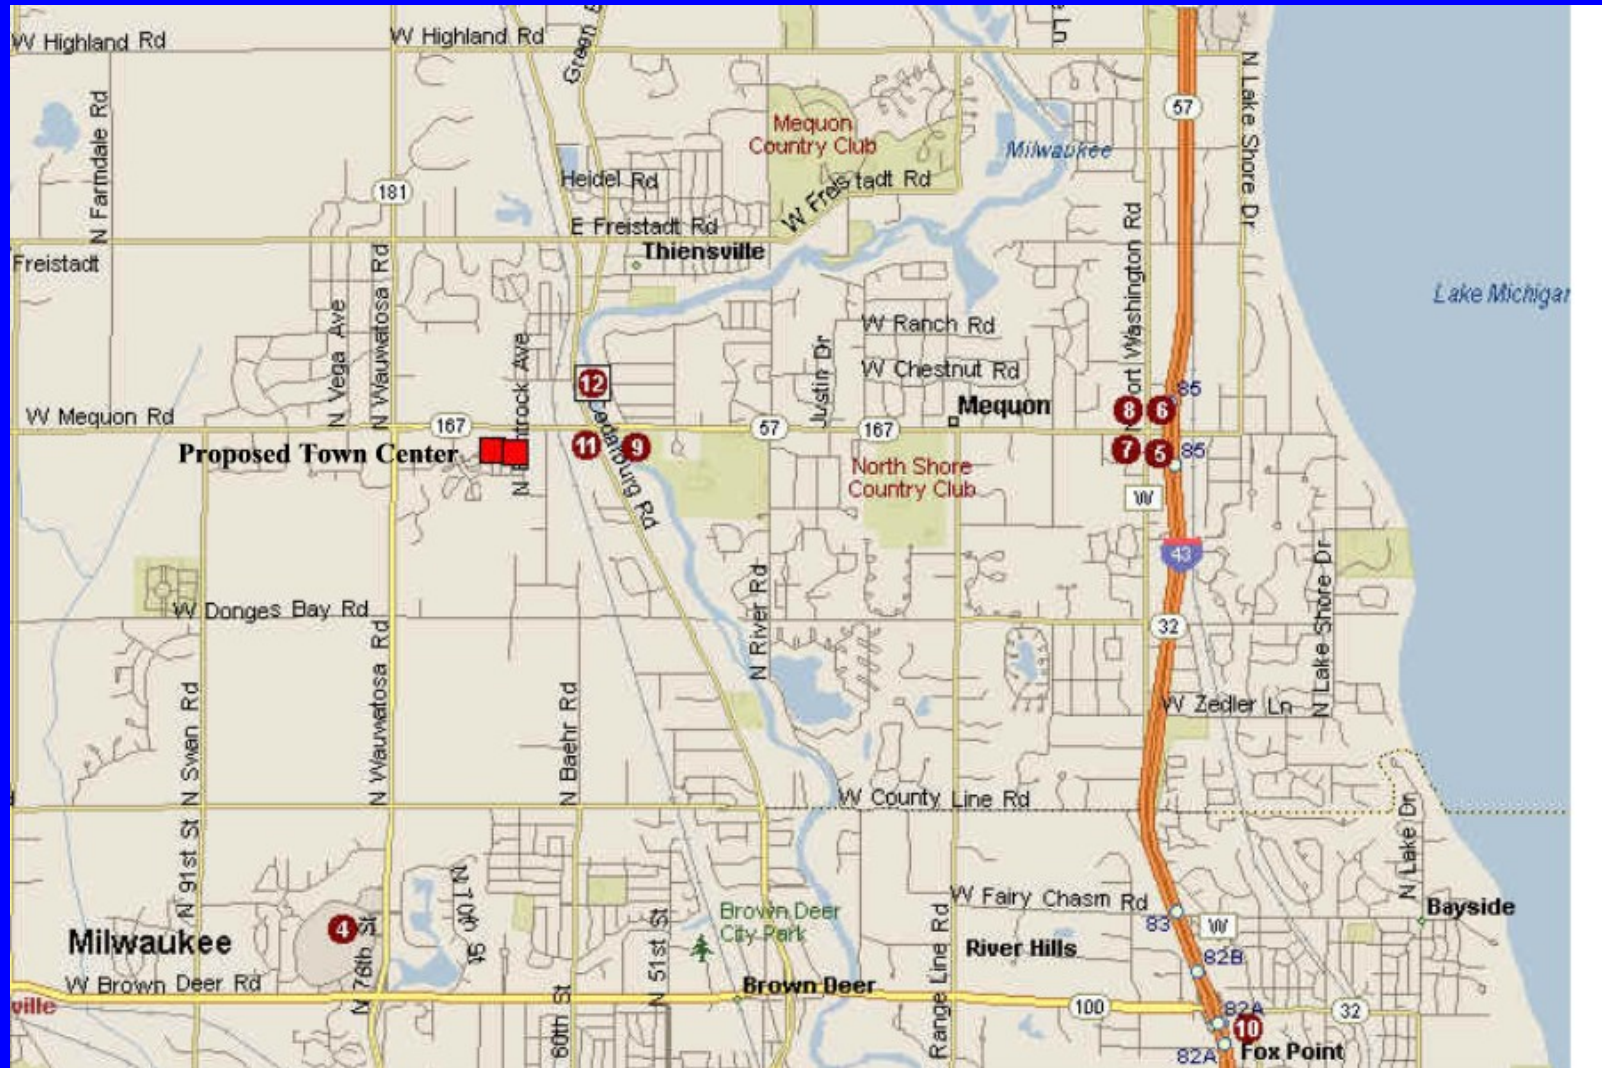 W Highland Rd
W Highland Rd
Green B
N Lake Shore Dr
57
N Farmdale Rd
Mequon
Country Club
Milwaukee
181
Heidel Rd
W Freistadt Rd
E Freistadt Rd
Thiensville
Freistadt
N Wauwatosa Rd
N Vega Ave
Port Washington Rd
Lake Michigan
W Ranch Rd
Justin Dr
W Chestnut Rd
12
85
8
6
Mequon
W Mequon Rd
167
57
167
Proposed Town Center
11
9
Cedarburg Rd
7
5
85
North Shore
Country Club
W
43
N River Rd
N Lake Shore Dr
W Donges Bay Rd
32
N Swan Rd
N Wauwatosa Rd
N Baehr Rd
W Zedler Ln
W County Line Rd
N 91st St
N Lake Dr
W Fairy Chasm Rd
Bayside
Brown Deer
City Park
83
W
4
N 76th St
N 51st St
Milwaukee
River Hills
82B
W Brown Deer Rd
Brown Deer
ville
Range Line Rd
100
82A
32
10
60th St
82A
Fox Point